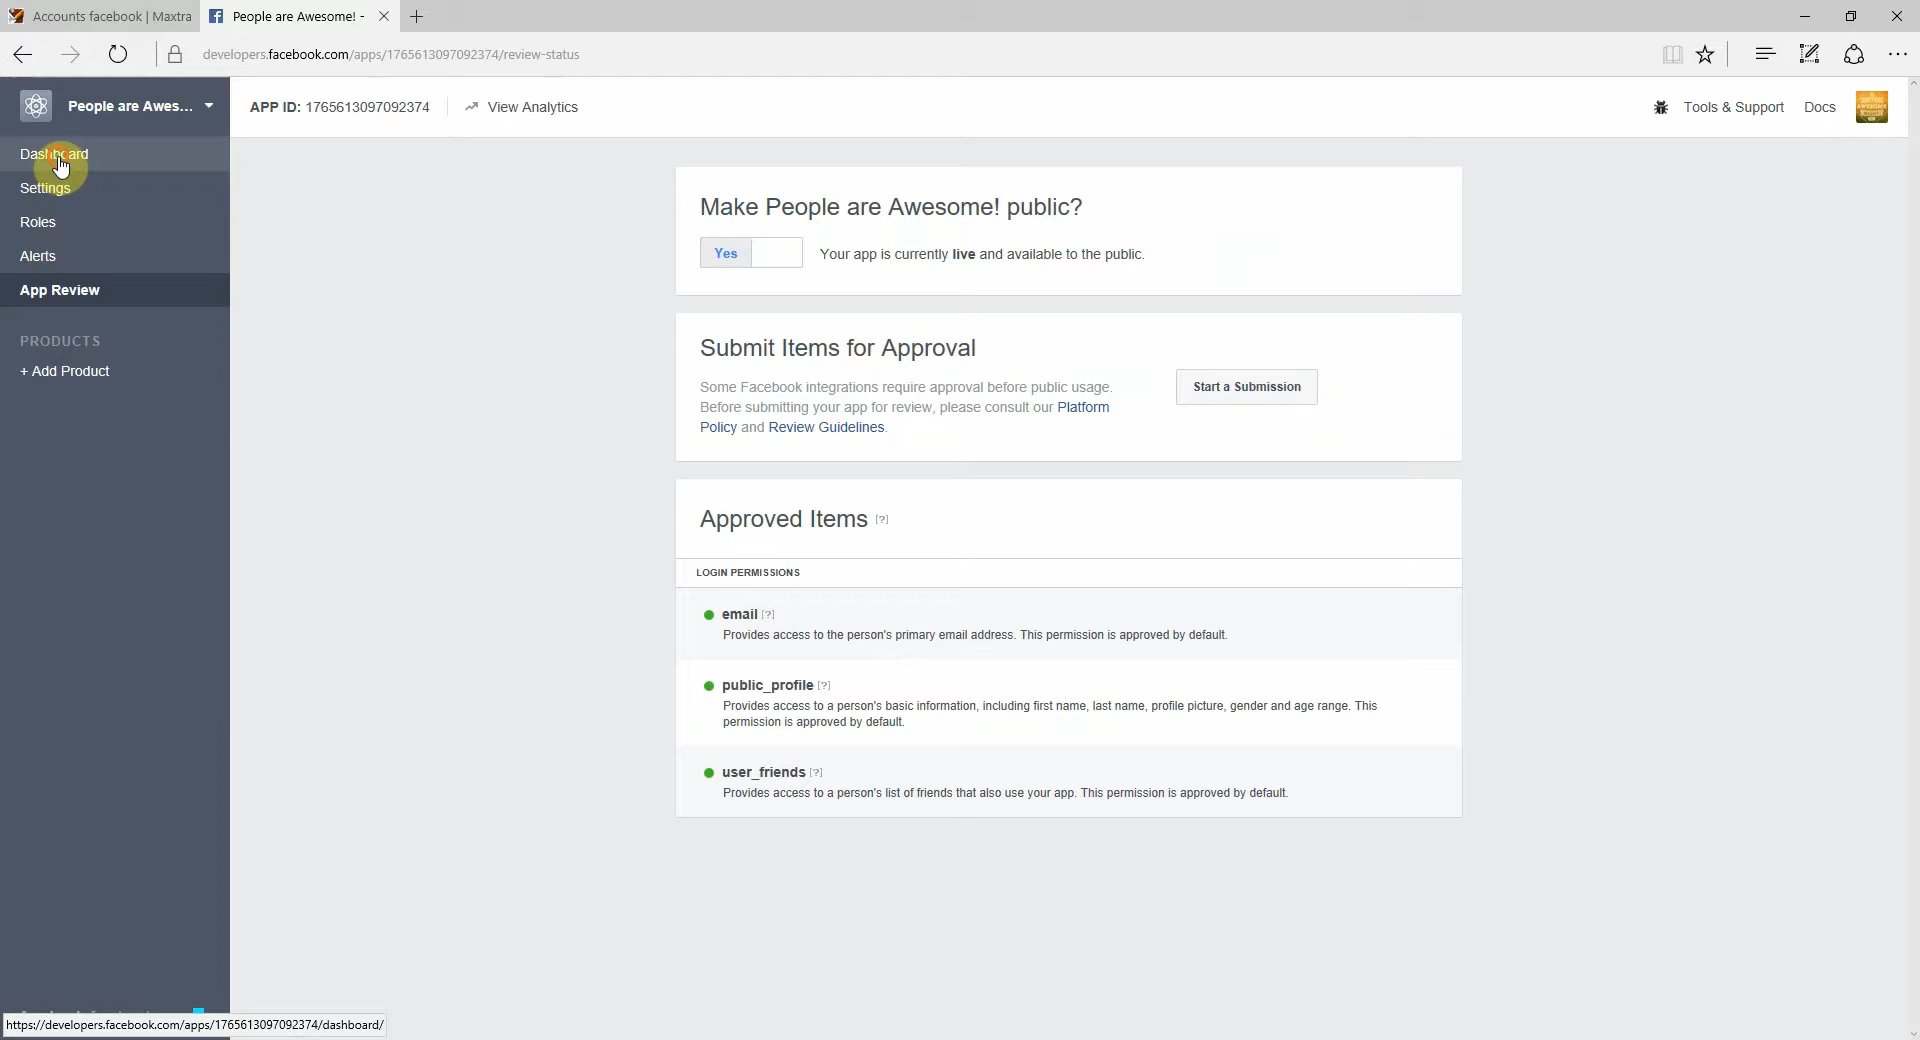 Accounts facebook | Maxtra
People are Awesome! -
developers.facebook.com/apps/1765613097092374/review-status
People are Awes...
APP ID: 1765613097092374
View Analytics
Tools & Support
Docs
Dashboard
Settings
Roles
Alerts
App Review
PRODUCTS
+ Add Product
Make People are Awesome! public?
Yes
Your app is currently live and available to the public.
Submit Items for Approval
Some Facebook integrations require approval before public usage.
Before submitting your app for review, please consult our Platform
Policy and Review Guidelines.
Start a Submission
Approved Items [?]
LOGIN PERMISSIONS
email [?]
Provides access to the person's primary email address. This permission is approved by default.
public_profile [?]
Provides access to a person's basic information, including first name, last name, profile picture, gender and age range. This
permission is approved by default.
user_friends [?]
Provides access to a person's list of friends that also use your app. This permission is approved by default.
https://developers.facebook.com/apps/1765613097092374/dashboard/